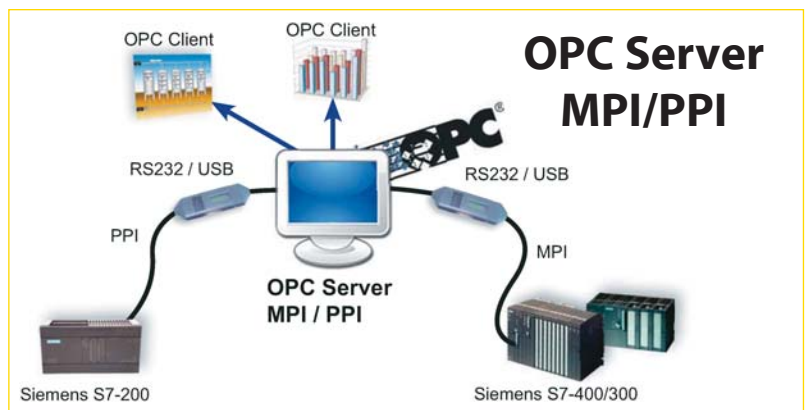 OPC Client
OPC Client
OPC Server
MPI/PPI
OPC®
RS232 / USB
RS232 / USB
PPI
MPI
OPC Server
MPI / PPI
Siemens S7-200
Siemens S7-400/300